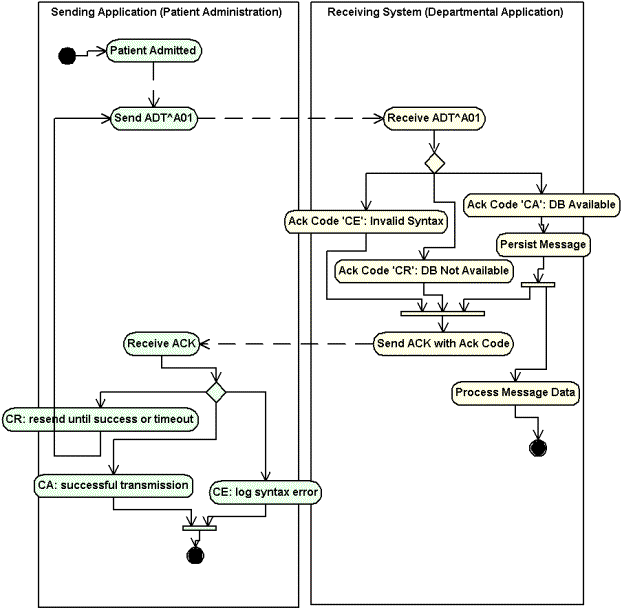 Sending Application (Patient Administration)
Receiving System (Departmental Application)
Patient Admitted
Send ADT^A01
Receive ADT^A01
Ack Code 'CA': DB Available
Ack Code 'CE': Invalid Syntax
Persist Message
Ack Code 'CR': DB Not Available
Receive ACK
Send ACK with Ack Code
Process Message Data
CR: resend until success or timeout
CA: successful transmission
CE: log syntax error